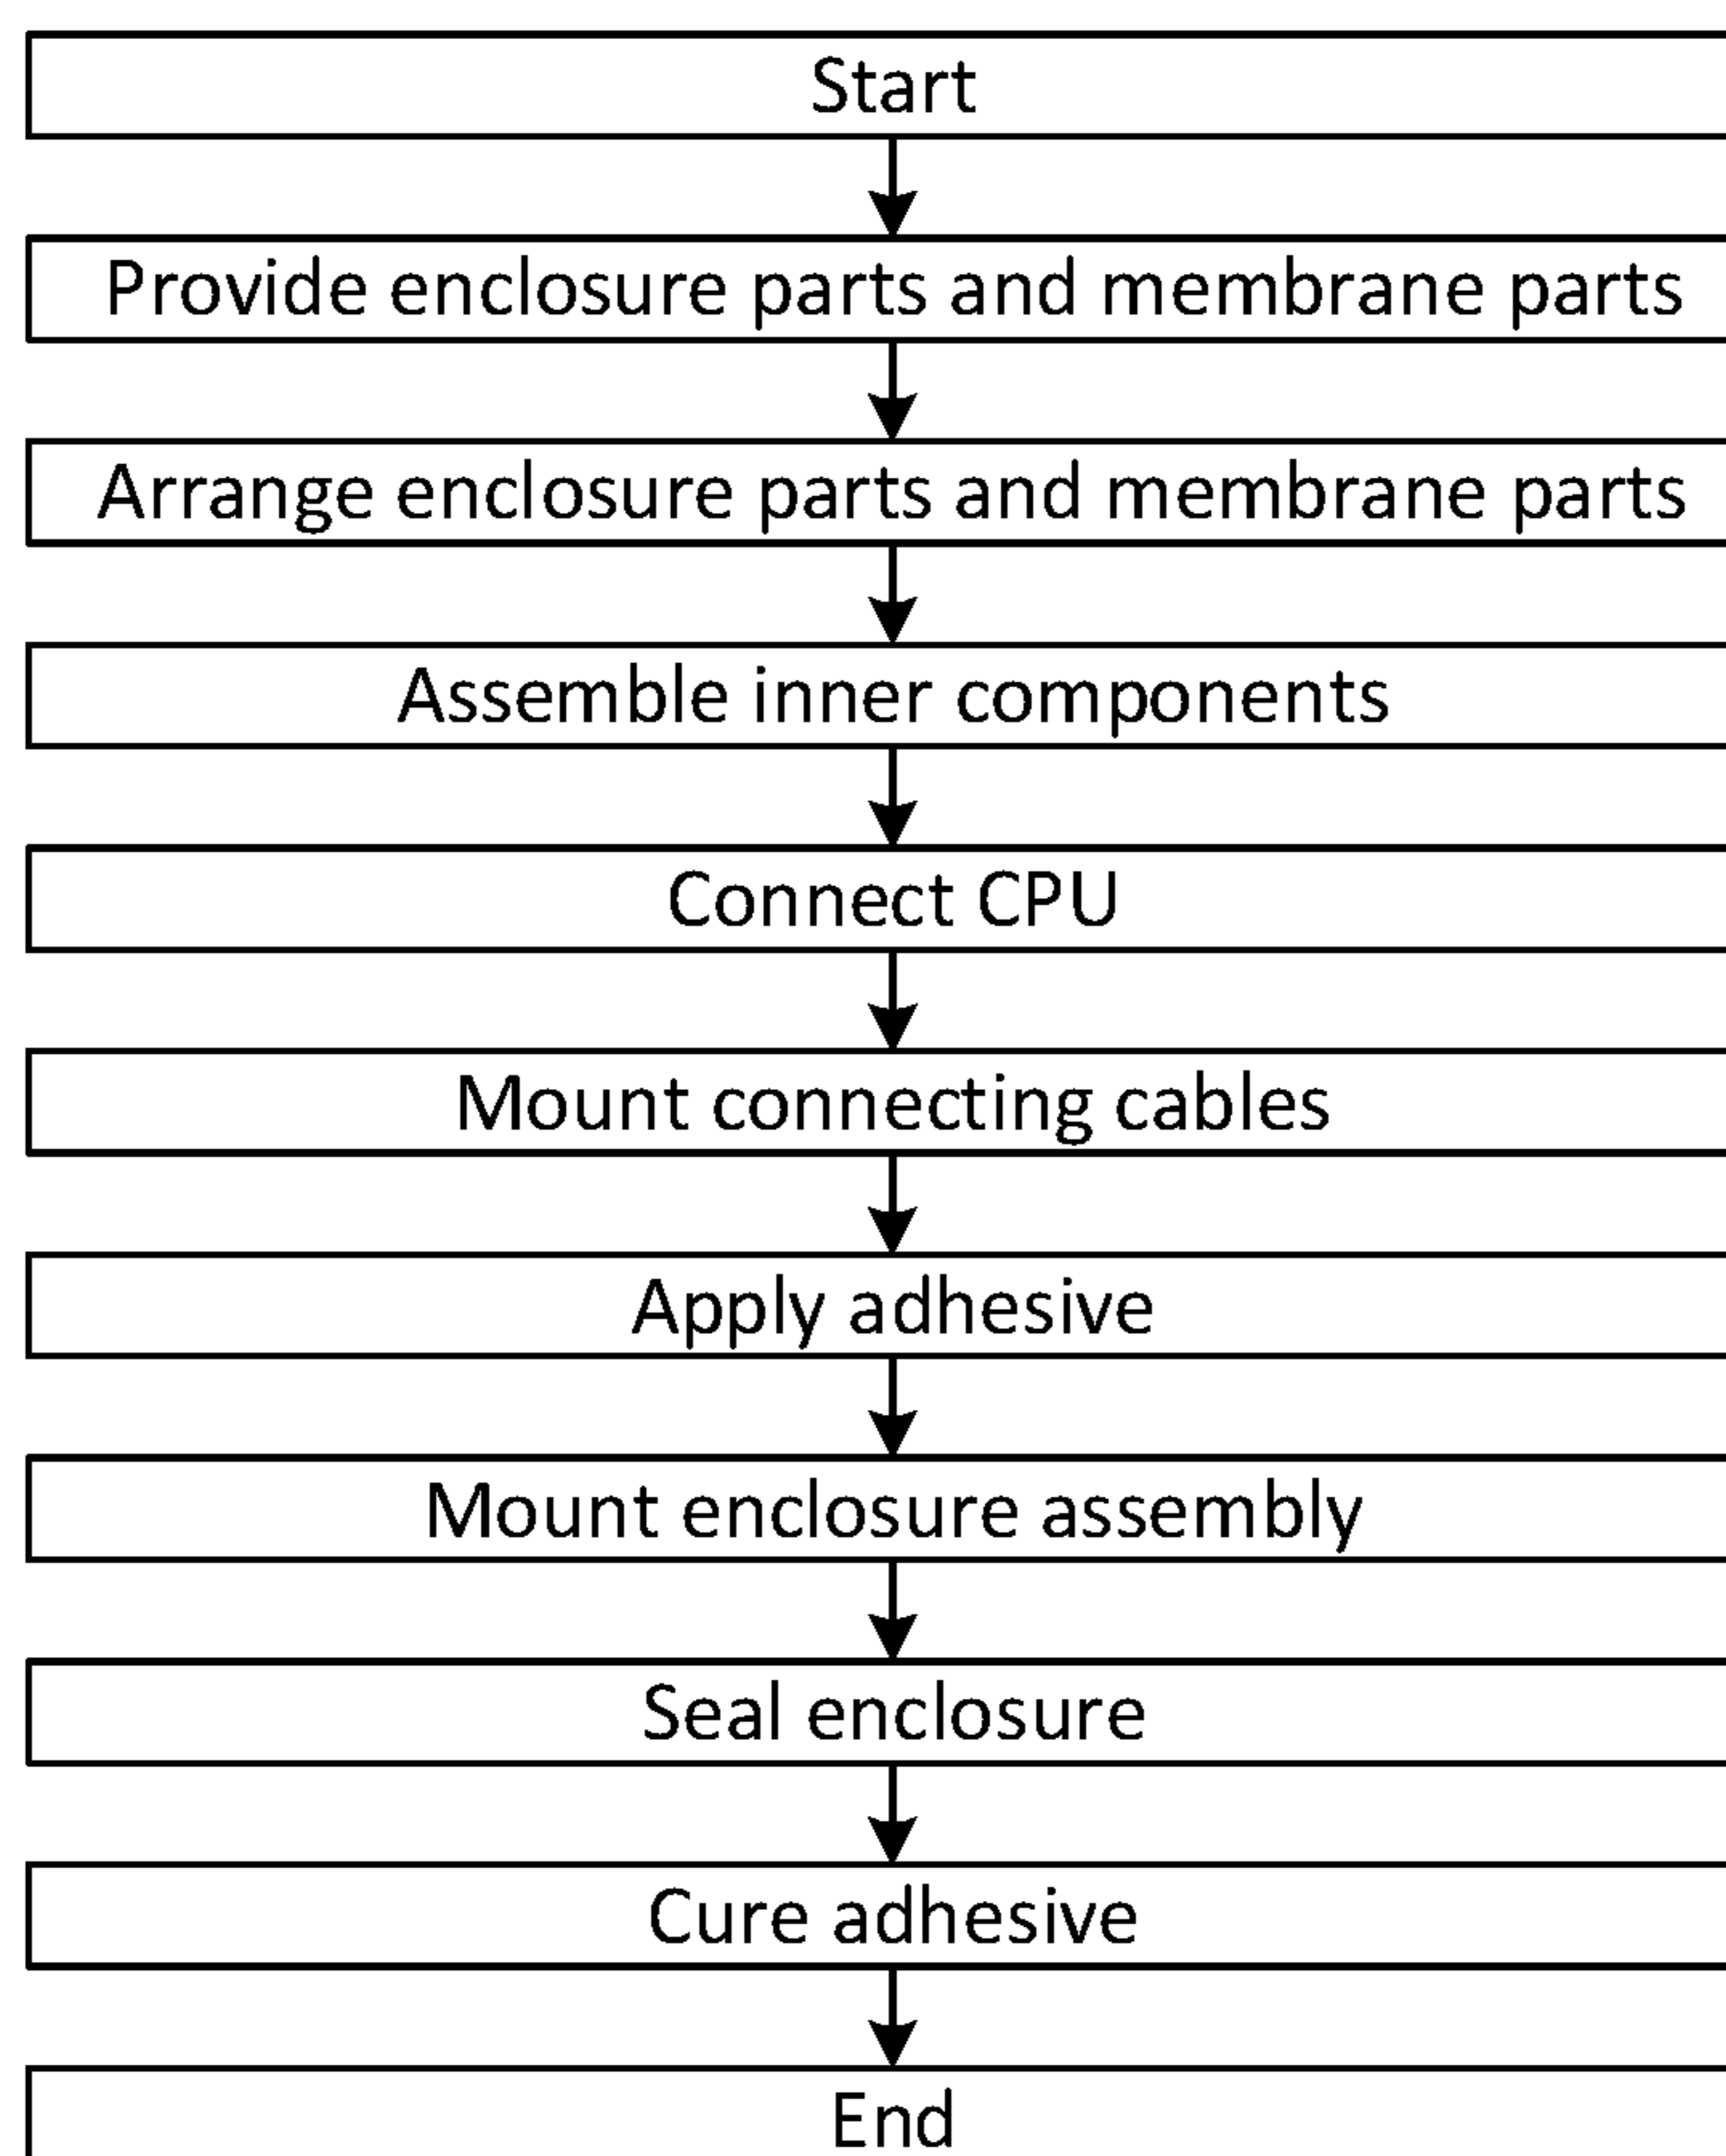 Start
Provide enclosure parts and membrane parts
Arrange enclosure parts and membrane parts
Assemble inner components
Connect CPU
Mount connecting cables
Apply adhesive
Mount enclosure assembly
Seal enclosure
Cure adhesive
End